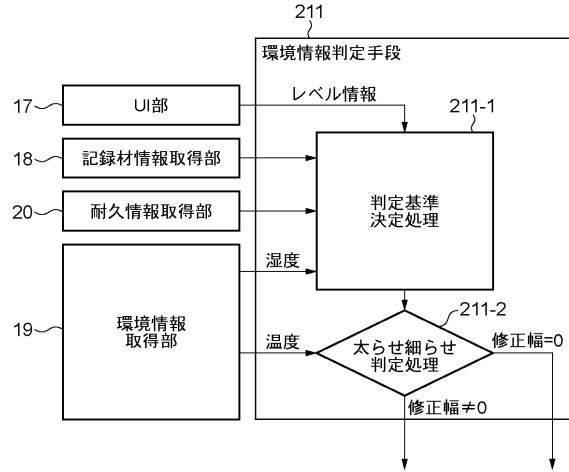 211
環境情報判定手段
17
UI部
レベル情報
211-1
18
記録材情報取得部
20
耐久情報取得部
判定基準
決定処理
湿度
19
環境情報
取得部
211-2
温度
太らせ細らせ
判定処理
修正幅=0
修正幅≠0